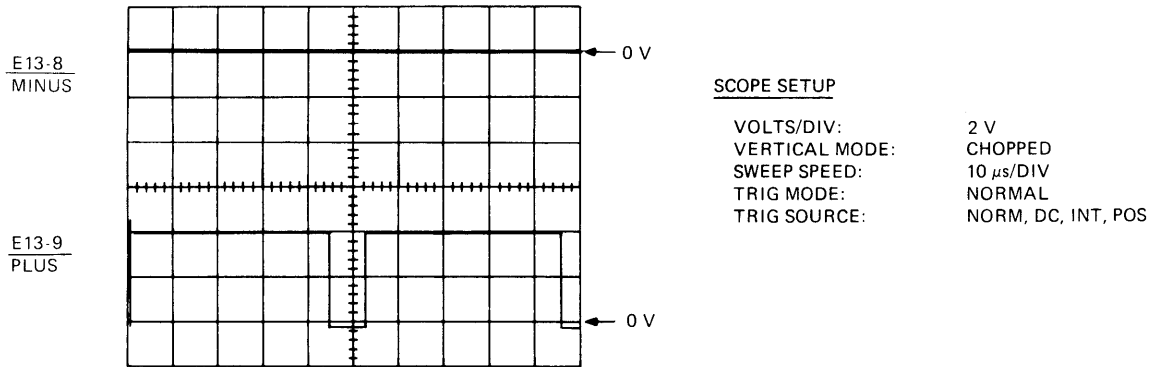 E13-8
MINUS
0 V
E13-9
PLUS
0 V
SCOPE SETUP
VOLTS/DIV: 2 V
VERTICAL MODE: CHOPPED
SWEEP SPEED: 10 µs/DIV
TRIG MODE: NORMAL
TRIG SOURCE: NORM, DC, INT, POS